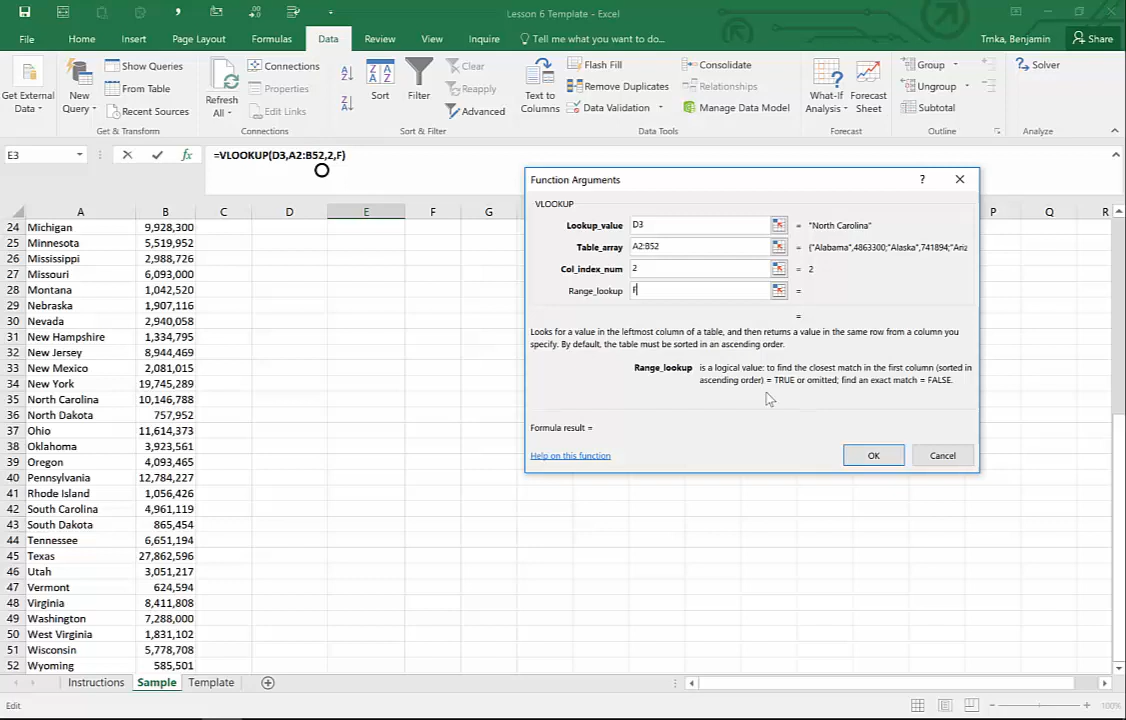 Lesson 6 Template - Excel
File Home Insert Page Layout Formulas Data Review View Inquire Tell me what you want to do... Trnka, Benjamin Share
Get External Data
New Query
Show Queries
From Table
Recent Sources
Get & Transform
Refresh All
Connections
Properties
Edit Links
Connections
Sort
Filter
Clear
Reapply
Advanced
Sort & Filter
Text to Columns
Flash Fill
Remove Duplicates
Data Validation
Consolidate
Relationships
Manage Data Model
Data Tools
What-If Analysis
Forecast Sheet
Forecast
Group
Ungroup
Subtotal
Outline
Solver
Analyze
E3 fx =VLOOKUP(D3,A2:B52,2,F)
A B C D E F G P Q R
24 Michigan 9,928,300
25 Minnesota 5,519,952
26 Mississippi 2,988,726
27 Missouri 6,093,000
28 Montana 1,042,520
29 Nebraska 1,907,116
30 Nevada 2,940,058
31 New Hampshire 1,334,795
32 New Jersey 8,944,469
33 New Mexico 2,081,015
34 New York 19,745,289
35 North Carolina 10,146,788
36 North Dakota 757,952
37 Ohio 11,614,373
38 Oklahoma 3,923,561
39 Oregon 4,093,465
40 Pennsylvania 12,784,227
41 Rhode Island 1,056,426
42 South Carolina 4,961,119
43 South Dakota 865,454
44 Tennessee 6,651,194
45 Texas 27,862,596
46 Utah 3,051,217
47 Vermont 624,594
48 Virginia 8,411,808
49 Washington 7,288,000
50 West Virginia 1,831,102
51 Wisconsin 5,778,708
52 Wyoming 585,501
Function Arguments ?
VLOOKUP
Lookup_value D3 = "North Carolina"
Table_array A2:B52 = {"Alabama",4863300;"Alaska",741894;"Ariz
Col_index_num 2 = 2
Range_lookup F =
=
Looks for a value in the leftmost column of a table, and then returns a value in the same row from a column you
specify. By default, the table must be sorted in an ascending order.
Range_lookup is a logical value: to find the closest match in the first column (sorted in
ascending order) = TRUE or omitted; find an exact match = FALSE.
Formula result =
Help on this function OK Cancel
Instructions Sample Template
Edit 100%